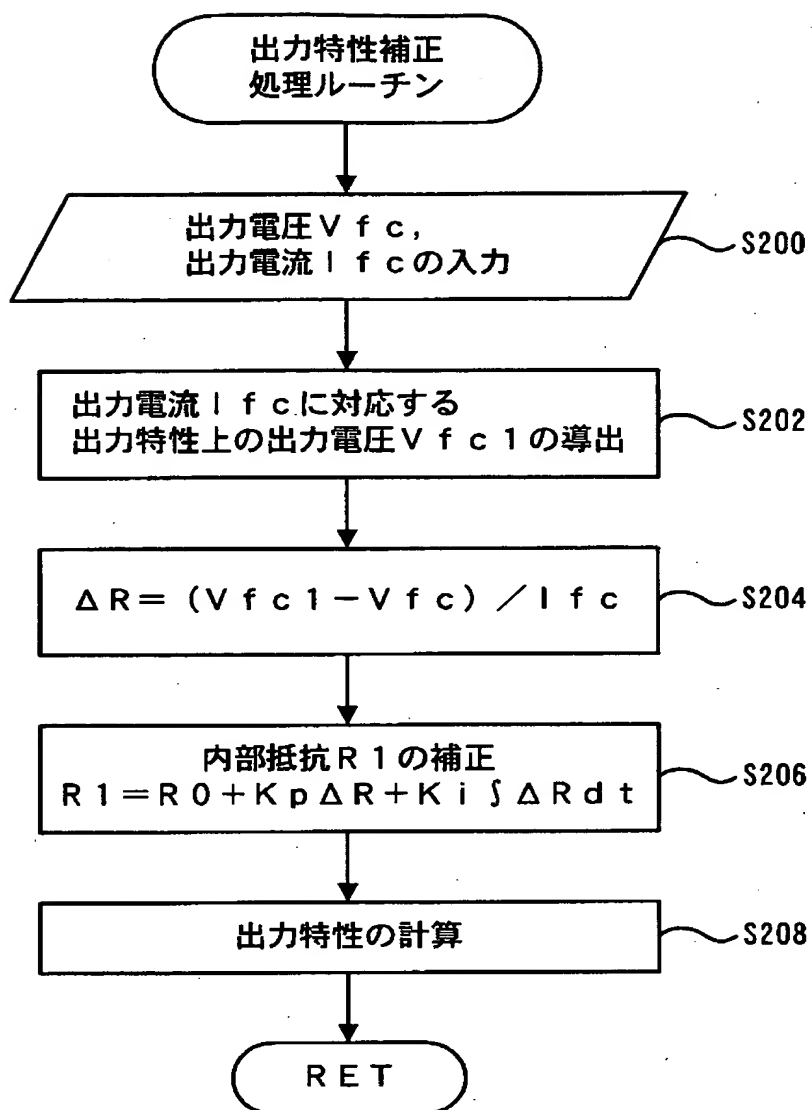 出力特性補正
処理ルーチン
出力電圧Ｖｆｃ，
出力電流Ｉｆｃの入力
S200
出力電流Ｉｆｃに対応する
出力特性上の出力電圧Ｖｆｃ１の導出
S202
ΔＲ＝（Ｖｆｃ１－Ｖｆｃ）／Ｉｆｃ
S204
内部抵抗Ｒ１の補正
Ｒ１＝Ｒ０＋ＫｐΔＲ＋Ｋｉ∫ΔＲｄｔ
S206
出力特性の計算
S208
ＲＥＴ